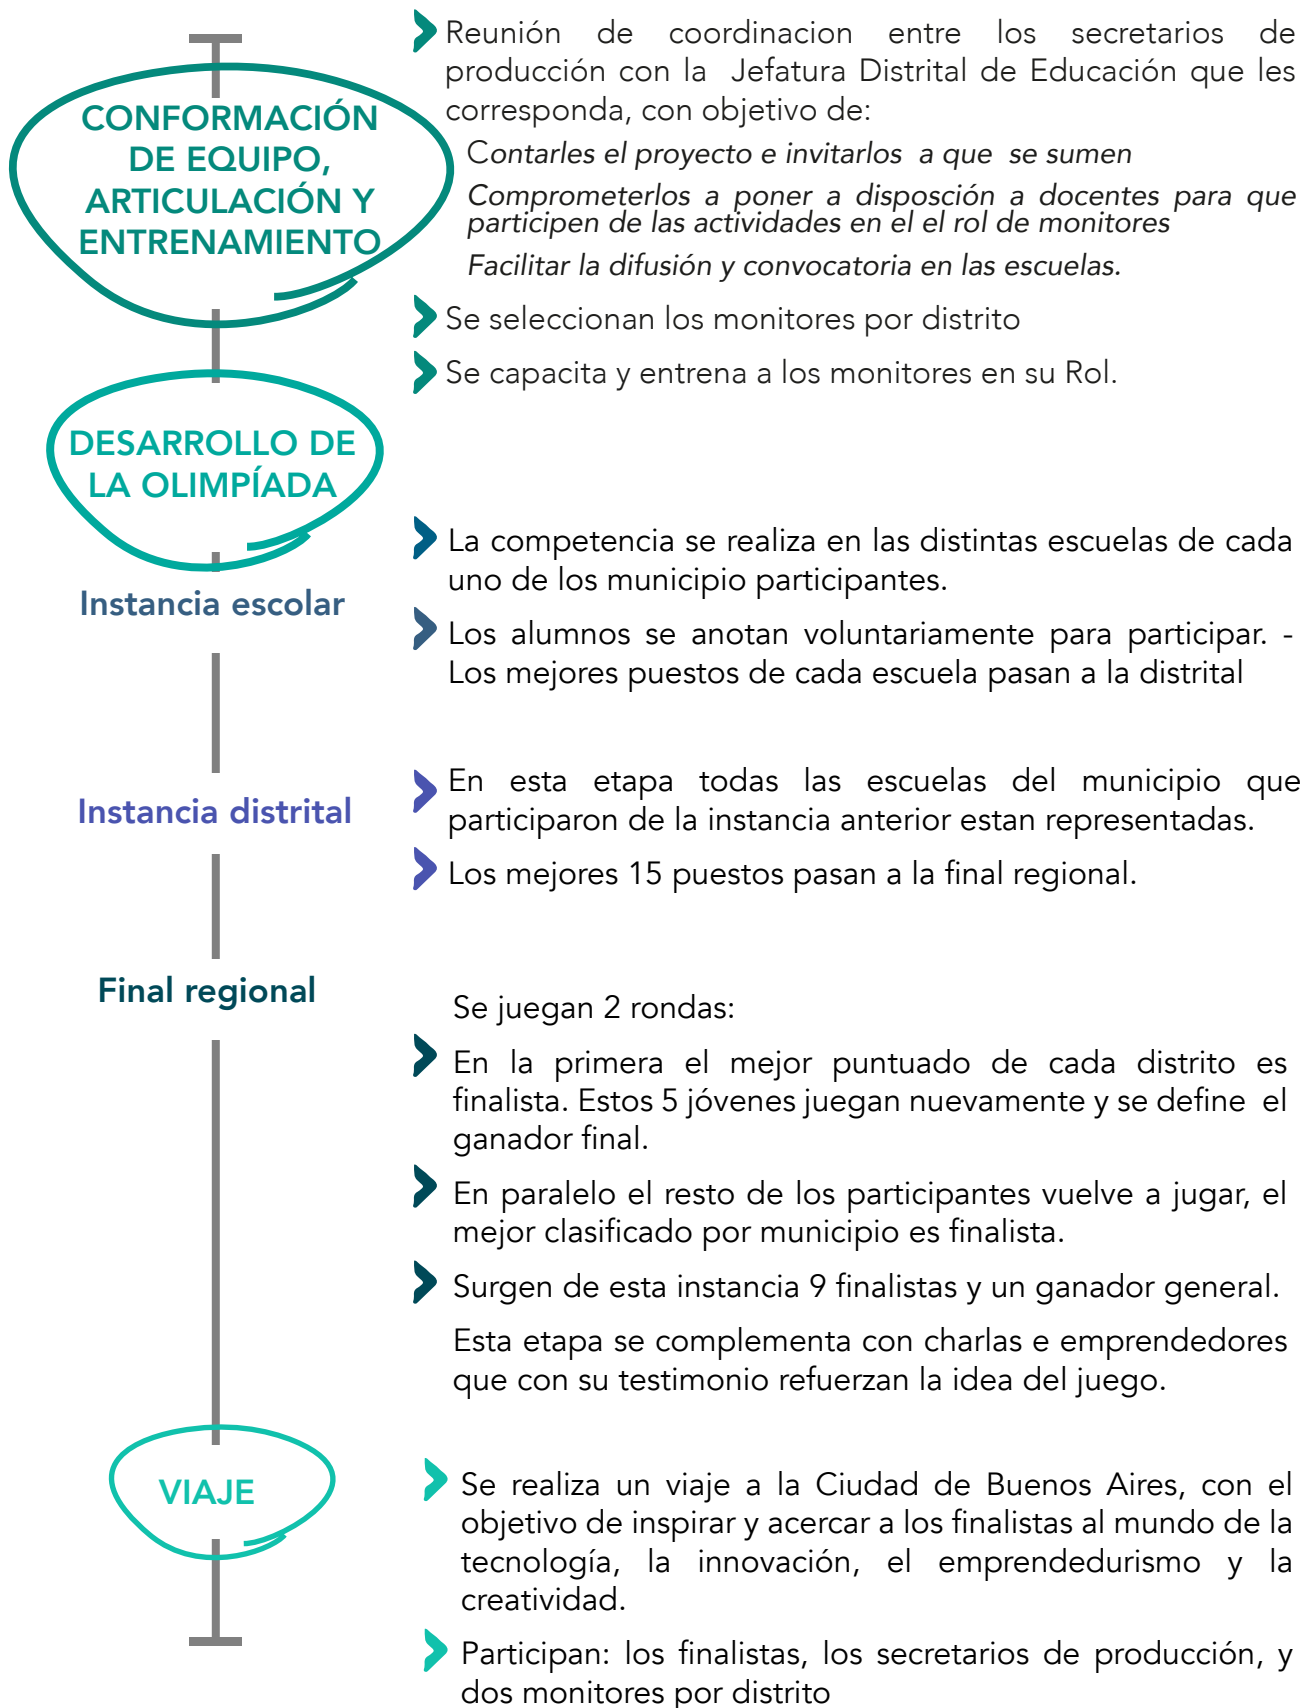 CONFORMACIÓN
DE EQUIPO,
ARTICULACIÓN Y
ENTRENAMIENTO
Reunión de coordinacion entre los secretarios de
producción con la Jefatura Distrital de Educación que les
corresponda, con objetivo de:
Contarles el proyecto e invitarlos a que se sumen
Comprometerlos a poner a disposción a docentes para que
participen de las actividades en el el rol de monitores
Facilitar la difusión y convocatoria en las escuelas.
Se seleccionan los monitores por distrito
Se capacita y entrena a los monitores en su Rol.
DESARROLLO DE
LA OLIMPÍADA
Instancia escolar
La competencia se realiza en las distintas escuelas de cada
uno de los municipio participantes.
Los alumnos se anotan voluntariamente para participar. -
Los mejores puestos de cada escuela pasan a la distrital
Instancia distrital
En esta etapa todas las escuelas del municipio que
participaron de la instancia anterior estan representadas.
Los mejores 15 puestos pasan a la final regional.
Final regional
Se juegan 2 rondas:
En la primera el mejor puntuado de cada distrito es
finalista. Estos 5 jóvenes juegan nuevamente y se define el
ganador final.
En paralelo el resto de los participantes vuelve a jugar, el
mejor clasificado por municipio es finalista.
Surgen de esta instancia 9 finalistas y un ganador general.
Esta etapa se complementa con charlas e emprendedores
que con su testimonio refuerzan la idea del juego.
VIAJE
Se realiza un viaje a la Ciudad de Buenos Aires, con el
objetivo de inspirar y acercar a los finalistas al mundo de la
tecnología, la innovación, el emprendedurismo y la
creatividad.
Participan: los finalistas, los secretarios de producción, y
dos monitores por distrito